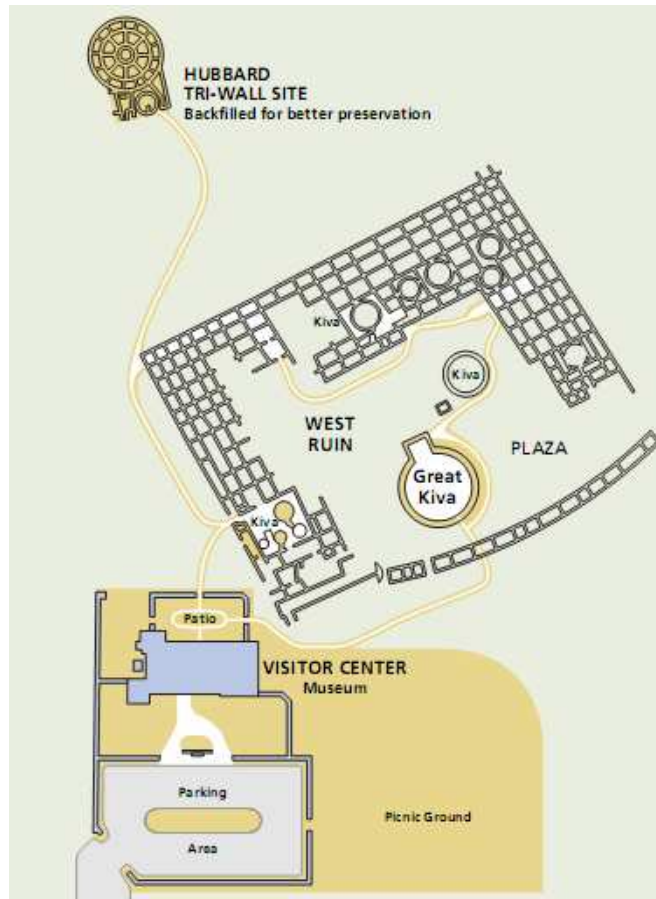 HUBBARD
TRI-WALL SITE
Backfilled for better preservation
Kiva
Kiva
WEST
RUIN
PLAZA
Great
Kiva
Kiva
Patio
VISITOR CENTER
Museum
Parking
Picnic Ground
Area